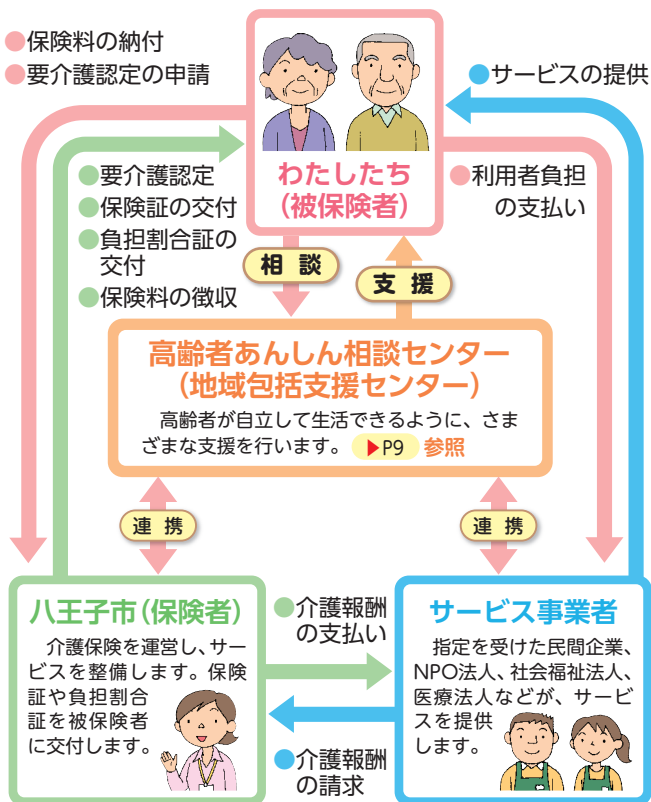 ●保険料の納付
●要介護認定の申請
●サービスの提供
わたしたち
（被保険者）
●要介護認定
●保険証の交付
●負担割合証の
交付
●保険料の徴収
●利用者負担
の支払い
相談
支援
高齢者あんしん相談センター
（地域包括支援センター）
高齢者が自立して生活できるように、さま
ざまな支援を行います。 ▶P9 参照
連携
連携
八王子市（保険者）
介護保険を運営し、サー
ビスを整備します。保険
証や負担割合
証を被保険者
に交付します。
●介護報酬
の支払い
●介護報酬
の請求
サービス事業者
指定を受けた民間企業、
NPO法人、社会福祉法人、
医療法人などが、サービ
スを提供
します。